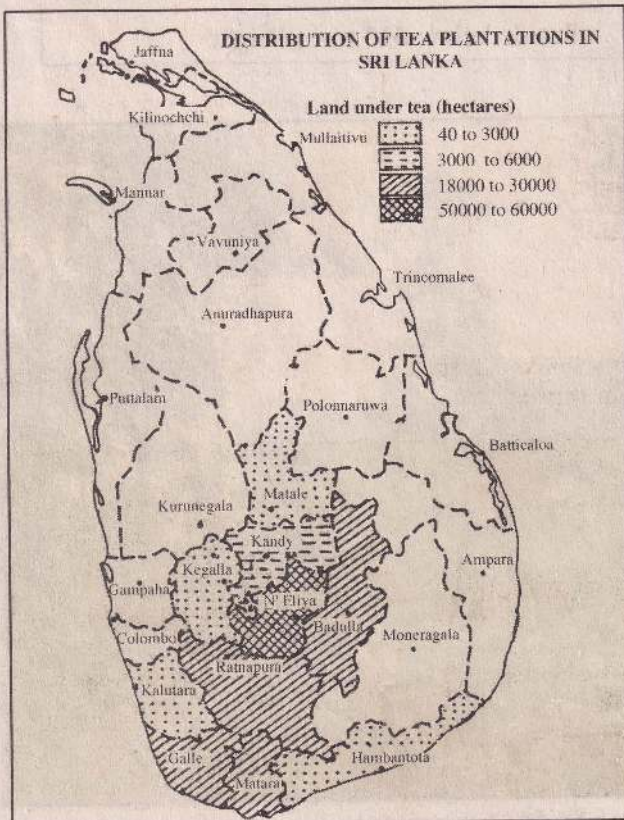 DISTRIBUTION OF TEA PLANTATIONS IN
SRI LANKA
Land under tea (hectares)
40 to 3000
3000 to 6000
18000 to 30000
50000 to 60000
Jaffna
Kilinochchi
Mullaitivu
Mannar
Vavuniya
Trincomalee
Anuradhapura
Puttalam
Polonnaruwa
Batticaloa
Matale
Kurunegala
Kandy
Kegalla
Ampara
Gampaha
N' Eliya
Badulla
Colombo
Moneragala
Ratnapura
Kalutara
Galle
Hambantota
Matara